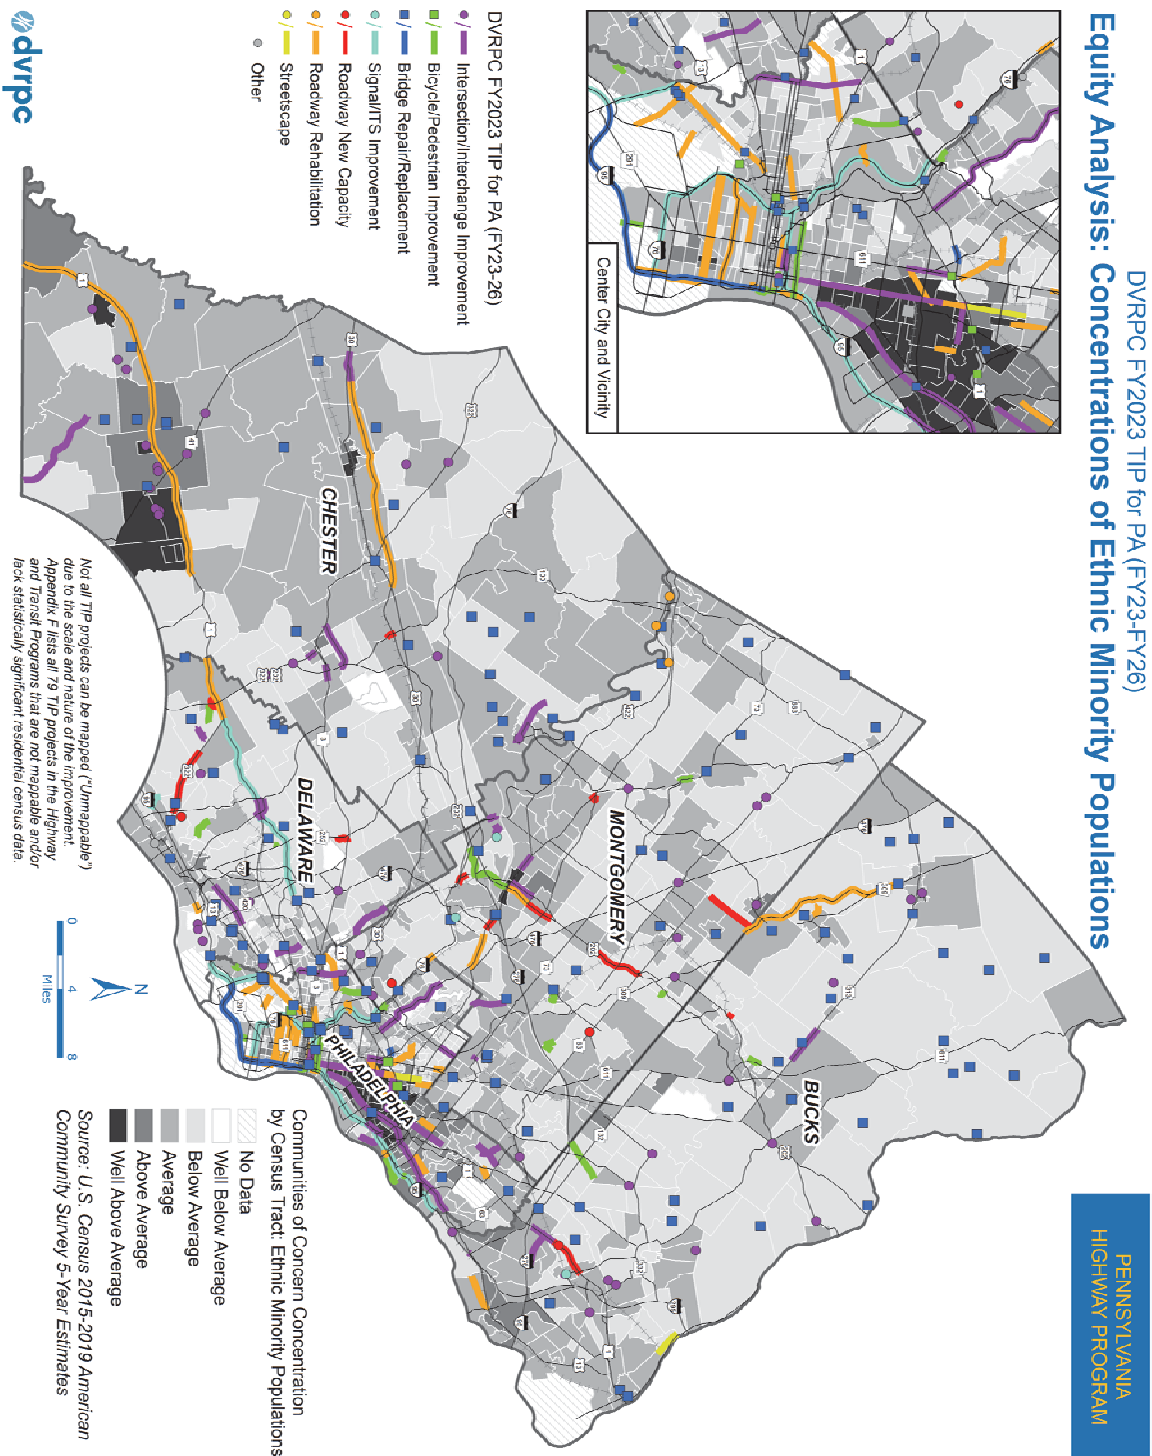 DVRPC FY2023 TIP for PA (FY23-FY26)
Equity Analysis: Concentrations of Ethnic Minority Populations
PENNSYLVANIA
HIGHWAY PROGRAM
Center City and Vicinity
DVRPC FY2023 TIP for PA (FY23-26)
Intersection/Interchange Improvement
Bicycle/Pedestrian Improvement
Bridge Repair/Replacement
Signal/ITS Improvement
Roadway New Capacity
Roadway Rehabilitation
Streetscape
Other
dvrpc
CHESTER
DELAWARE
MONTGOMERY
PHILADELPHIA
BUCKS
Not all TIP projects can be mapped ("Unmappable")
due to the scale and nature of the improvement.
Appendix F lists all 79 TIP projects in the Highway
and Transit Programs that are not mappable and/or
lack statistically significant residential census data.
N
0 4 8
Miles
Communities of Concern Concentration
by Census Tract: Ethnic Minority Populations
No Data
Well Below Average
Below Average
Average
Above Average
Well Above Average
Source: U.S. Census 2015-2019 American
Community Survey 5-Year Estimates